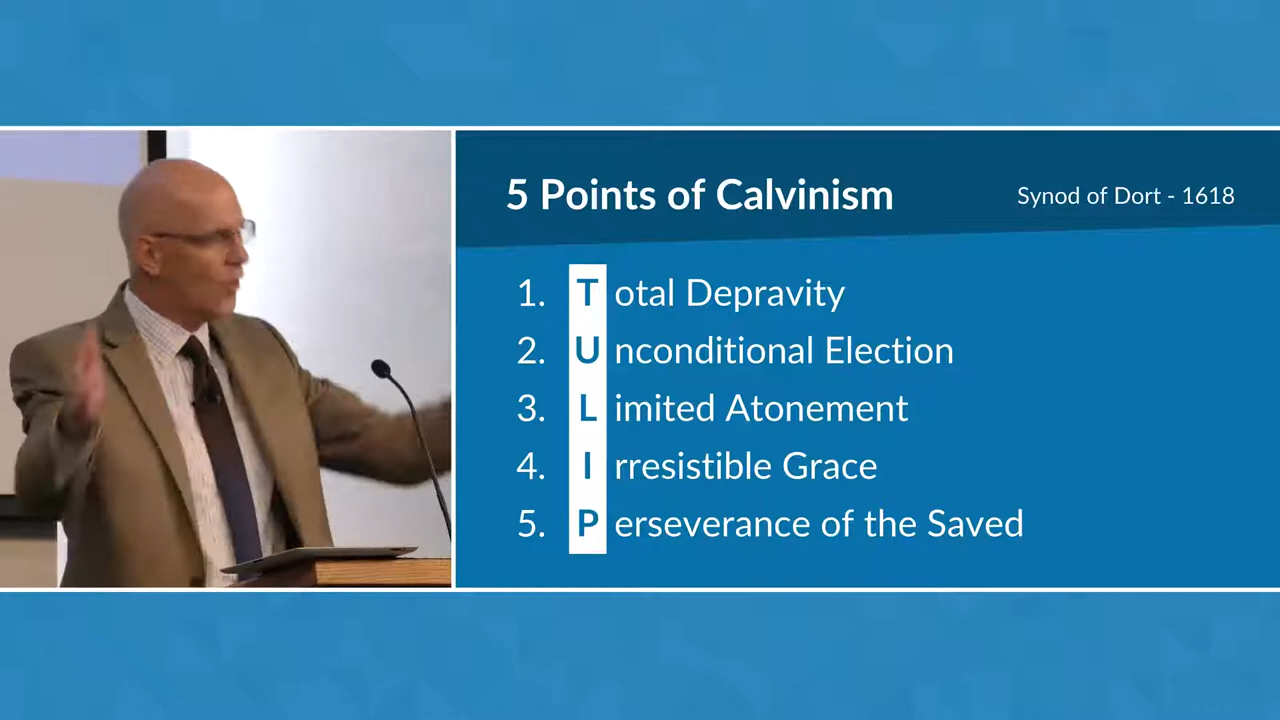 5 Points of Calvinism
Synod of Dort - 1618
1. Total Depravity
2. Unconditional Election
3. Limited Atonement
4. Irresistible Grace
5. Perseverance of the Saved